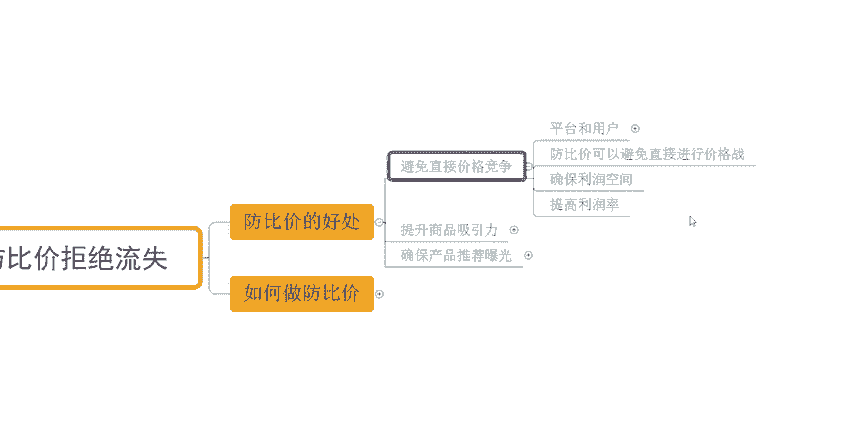 比价拒绝流失
防比价的好处
避免直接价格竞争
平台和用户
防比价可以避免直接进行价格战
确保利润空间
提高利润率
提升商品吸引力
确保产品推荐曝光
如何做防比价